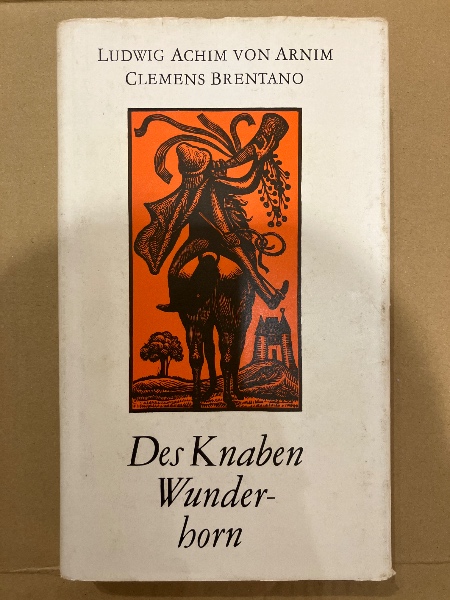 LUDWIG ACHIM VON ARNIM
CLEMENS BRENTANO
Des Knaben
Wunder-
horn